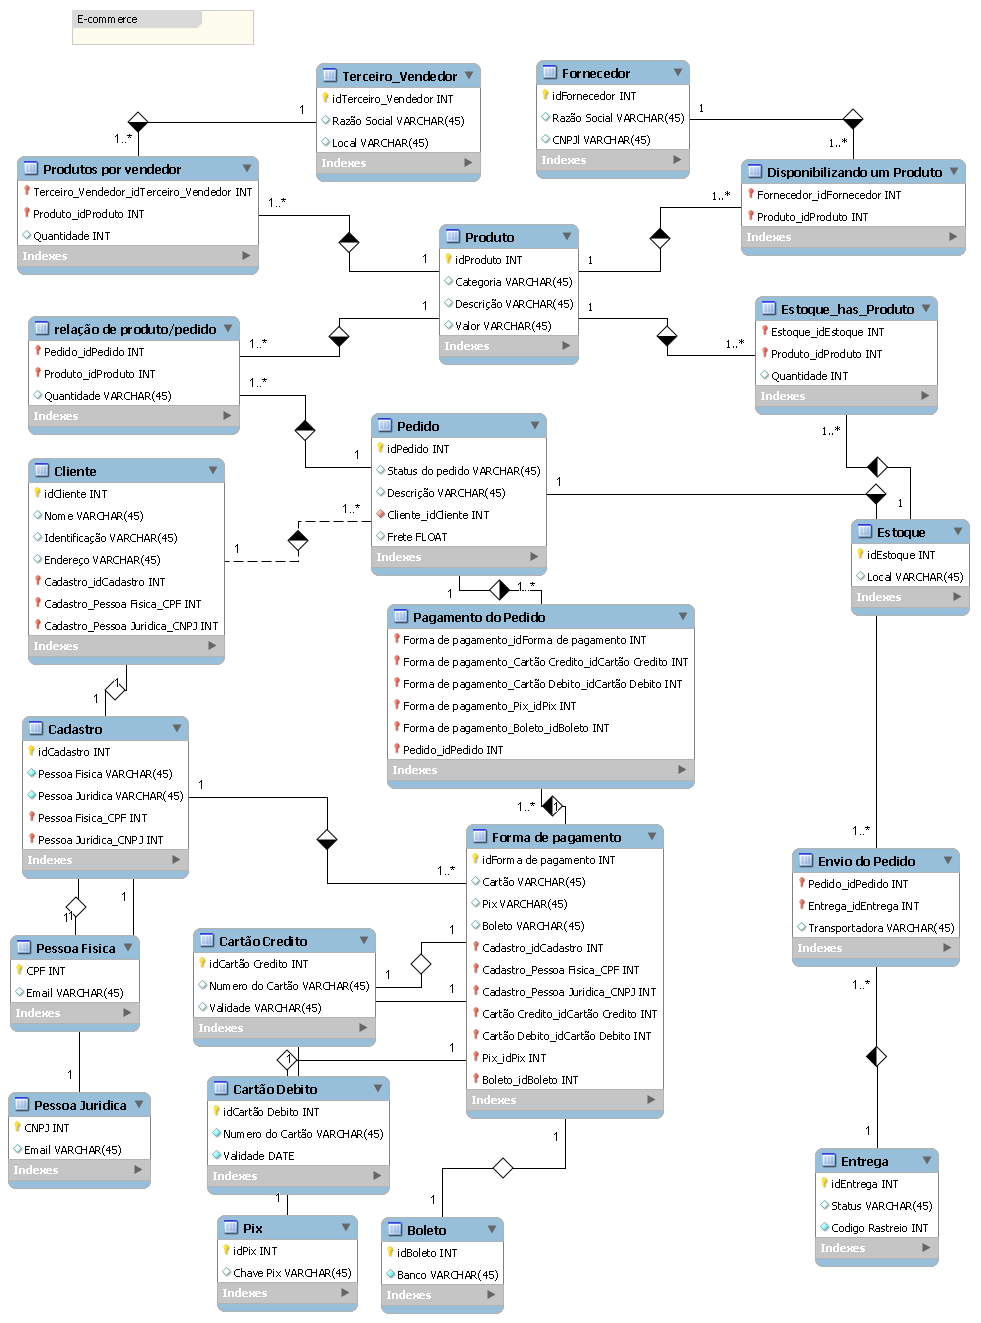 E-commerce
Terceiro_Vendedor
idTerceiro_Vendedor INT
Razão Social VARCHAR(45)
Local VARCHAR(45)
Indexes
Fornecedor
idFornecedor INT
Razão Social VARCHAR(45)
CNPJl VARCHAR(45)
Indexes
1
1..*
1
1..*
Produtos por vendedor
Terceiro_Vendedor_idTerceiro_Vendedor INT
Produto_idProduto INT
Quantidade INT
Indexes
Disponibilizando um Produto
Fornecedor_idFornecedor INT
Produto_idProduto INT
Indexes
1..*
1
1..*
1
Produto
idProduto INT
Categoria VARCHAR(45)
Descrição VARCHAR(45)
Valor VARCHAR(45)
Indexes
1
1..*
1
1..*
relação de produto/pedido
Pedido_idPedido INT
Produto_idProduto INT
Quantidade VARCHAR(45)
Indexes
Estoque_has_Produto
Estoque_idEstoque INT
Produto_idProduto INT
Quantidade INT
Indexes
1..*
1
1..*
1
Pedido
idPedido INT
Status do pedido VARCHAR(45)
Descrição VARCHAR(45)
Cliente_idCliente INT
Frete FLOAT
Indexes
Cliente
idCliente INT
Nome VARCHAR(45)
Identificação VARCHAR(45)
Endereço VARCHAR(45)
Cadastro_idCadastro INT
Cadastro_Pessoa Fisica_CPF INT
Cadastro_Pessoa Juridica_CNPJ INT
Indexes
1..*
1
1
1..*
Estoque
idEstoque INT
Local VARCHAR(45)
Indexes
1
1..*
Pagamento do Pedido
Forma de pagamento_idForma de pagamento INT
Forma de pagamento_Cartão Credito_idCartão Credito INT
Forma de pagamento_Cartão Debito_idCartão Debito INT
Forma de pagamento_Pix_idPix INT
Forma de pagamento_Boleto_idBoleto INT
Pedido_idPedido INT
Indexes
1
1
Cadastro
idCadastro INT
Pessoa Fisica VARCHAR(45)
Pessoa Juridica VARCHAR(45)
Pessoa Fisica_CPF INT
Pessoa Juridica_CNPJ INT
Indexes
1
1..*
1..*
1
Forma de pagamento
idForma de pagamento INT
Cartão VARCHAR(45)
Pix VARCHAR(45)
Boleto VARCHAR(45)
Cadastro_idCadastro INT
Cadastro_Pessoa Fisica_CPF INT
Cadastro_Pessoa Juridica_CNPJ INT
Cartão Credito_idCartão Credito INT
Cartão Debito_idCartão Debito INT
Pix_idPix INT
Boleto_idBoleto INT
Indexes
Envio do Pedido
Pedido_idPedido INT
Entrega_idEntrega INT
Transportadora VARCHAR(45)
Indexes
1
1
1
Pessoa Fisica
CPF INT
Email VARCHAR(45)
Indexes
Cartão Credito
idCartão Credito INT
Numero do Cartão VARCHAR(45)
Validade VARCHAR(45)
Indexes
1
1
1
1
1
1
Pessoa Juridica
CNPJ INT
Email VARCHAR(45)
Indexes
Cartão Debito
idCartão Debito INT
Numero do Cartão VARCHAR(45)
Validade DATE
Indexes
1
Pix
idPix INT
Chave Pix VARCHAR(45)
Indexes
1
1
Boleto
idBoleto INT
Banco VARCHAR(45)
Indexes
1..*
1
Entrega
idEntrega INT
Status VARCHAR(45)
Codigo Rastreio INT
Indexes